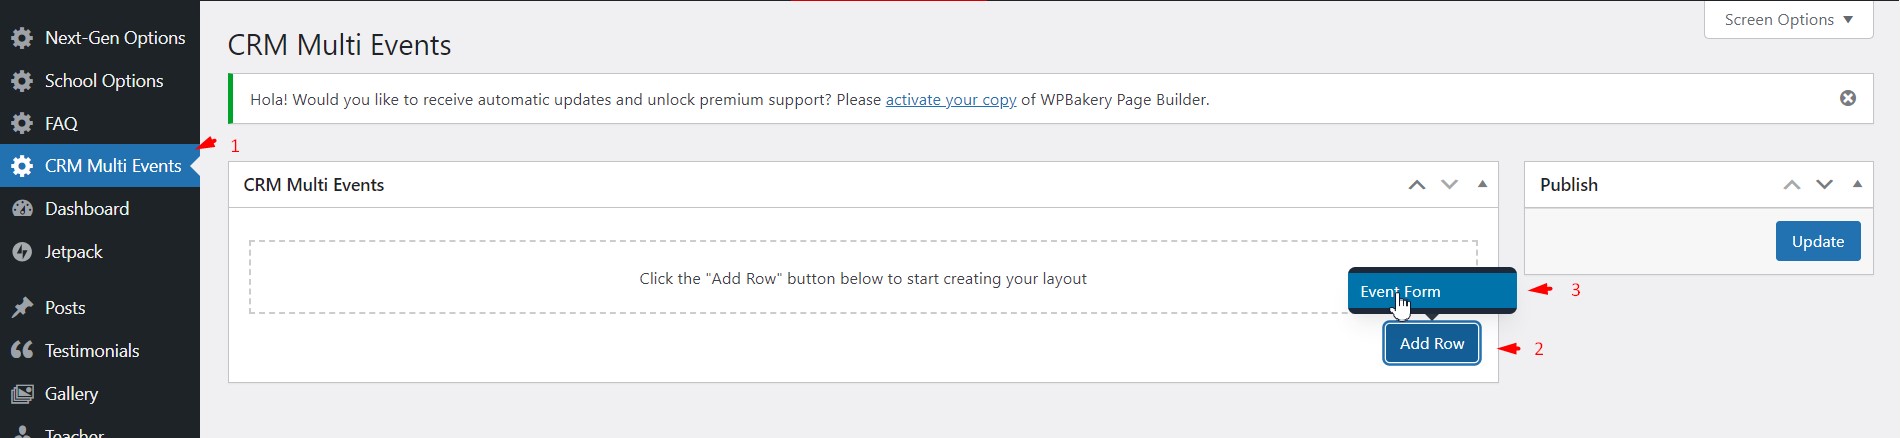 Next-Gen Options
School Options
FAQ
CRM Multi Events
Dashboard
Jetpack
Posts
Testimonials
Gallery
Teacher
Screen Options
CRM Multi Events
Hola! Would you like to receive automatic updates and unlock premium support? Please activate your copy of WPBakery Page Builder.
1
CRM Multi Events
Click the "Add Row" button below to start creating your layout
Event Form
3
Add Row
2
Publish
Update